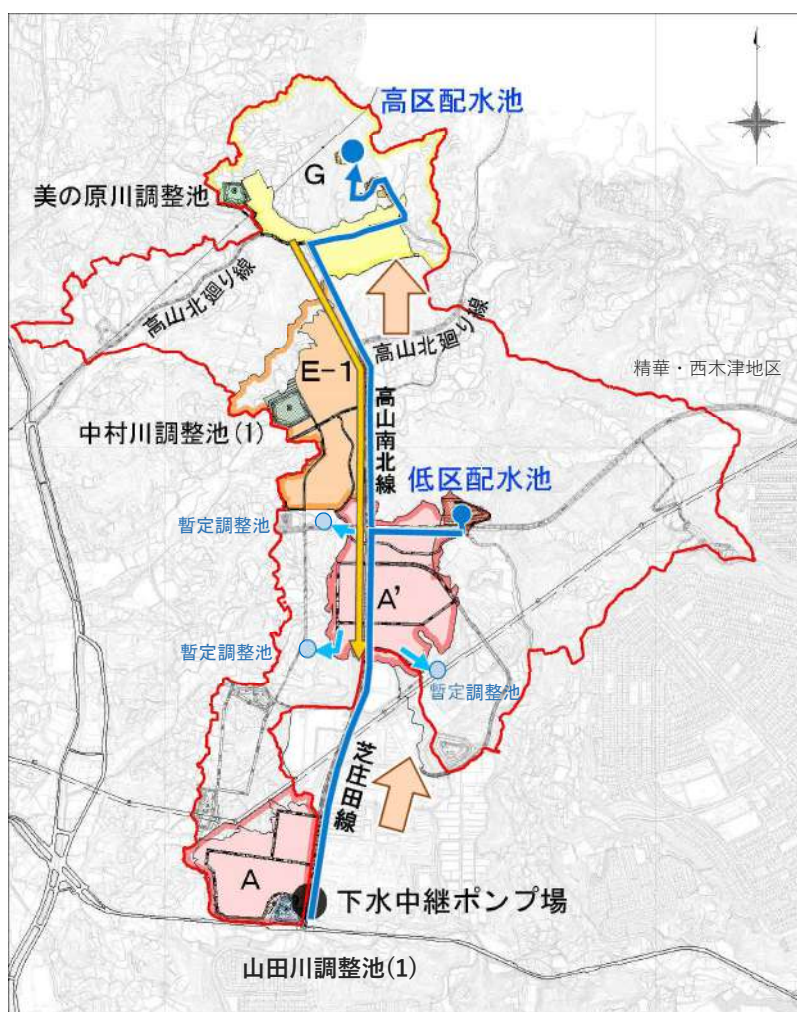 高区配水池
G
美の原川調整池
高山北廻り線
高山北廻り線
E-1
精華・西木津地区
中村川調整池(1)
高山南北線
低区配水池
暫定調整池
A'
暫定調整池
暫定調整池
芝庄田線
A
下水中継ポンプ場
山田川調整池(1)